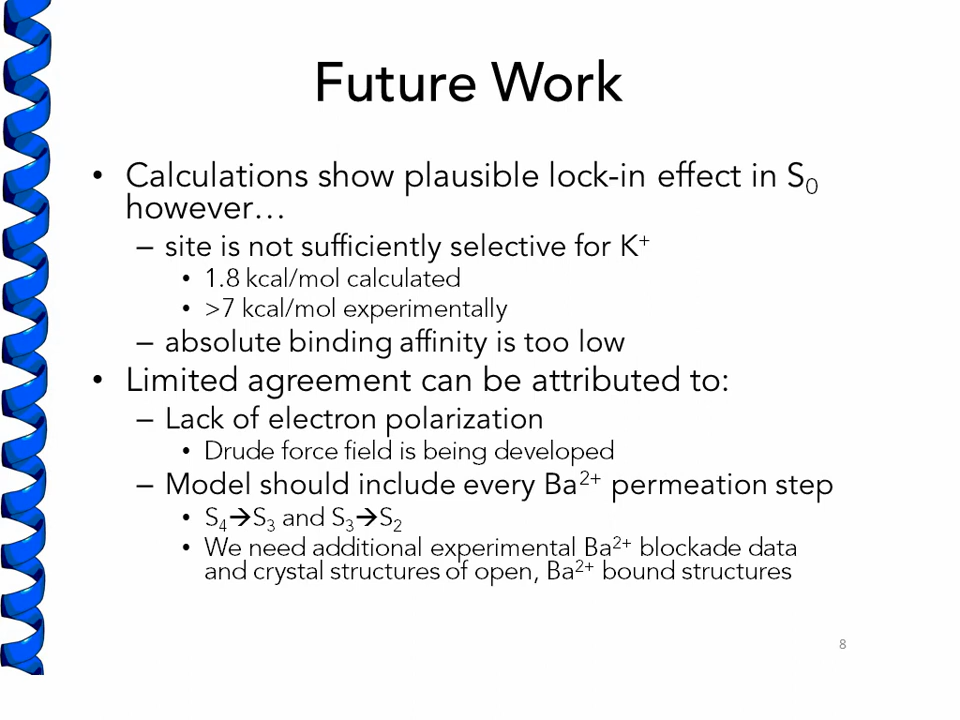 Future Work
• Calculations show plausible lock-in effect in S₀
however…
– site is not sufficiently selective for K⁺
• 1.8 kcal/mol calculated
• >7 kcal/mol experimentally
– absolute binding affinity is too low
• Limited agreement can be attributed to:
– Lack of electron polarization
• Drude force field is being developed
– Model should include every Ba²⁺ permeation step
• S₄→S₃ and S₃→S₂
• We need additional experimental Ba²⁺ blockade data
and crystal structures of open, Ba²⁺ bound structures
8